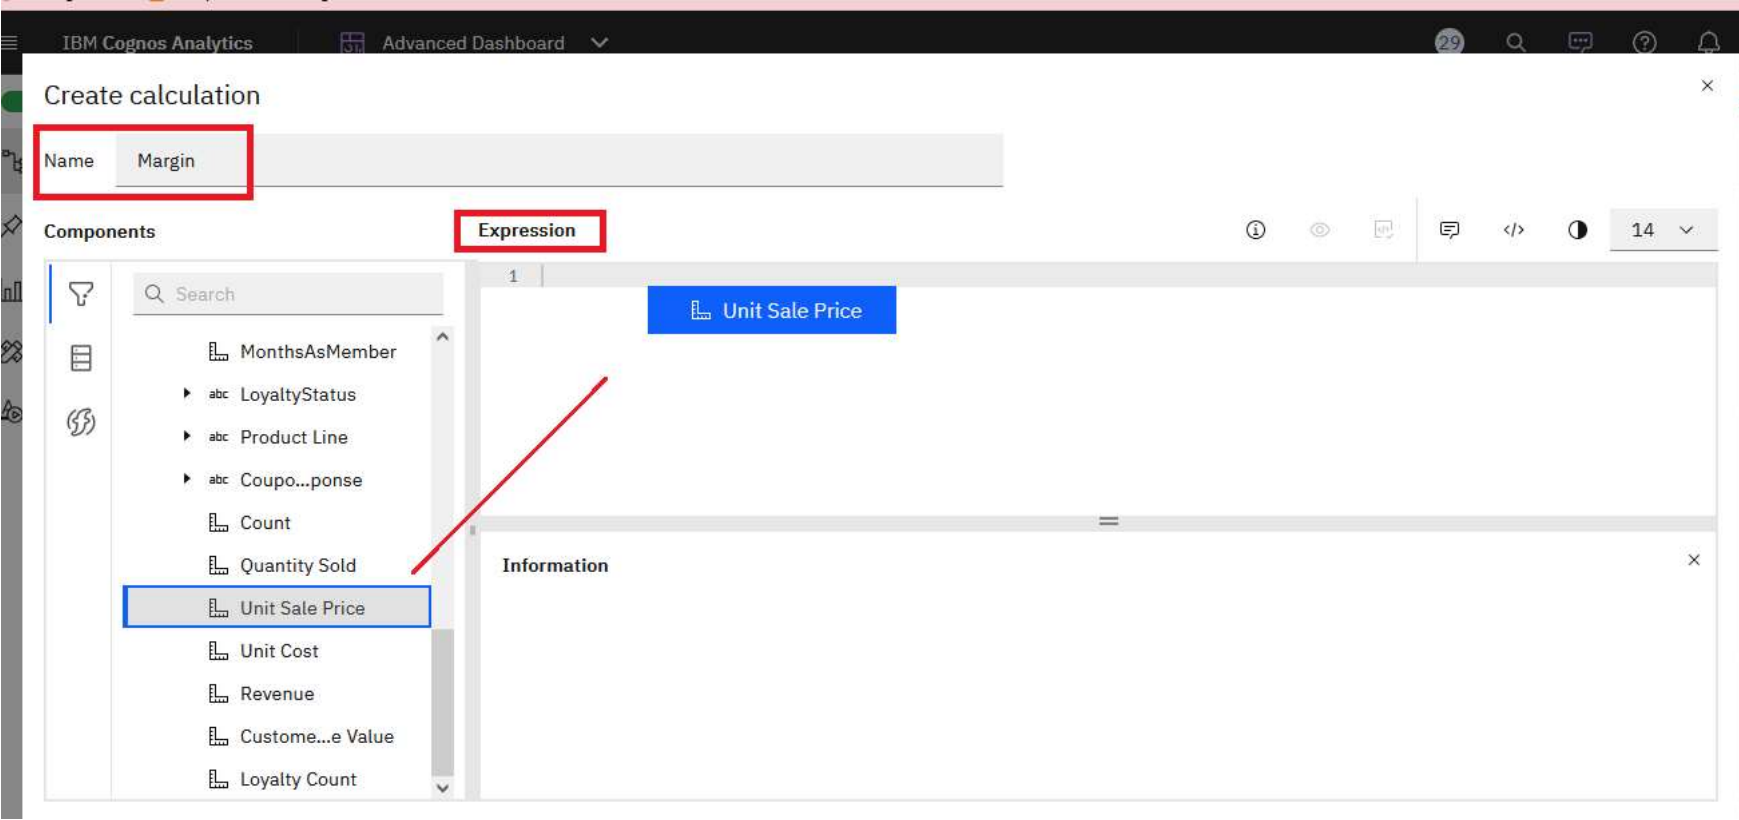 IBM Cognos Analytics
Advanced Dashboard
29
Create calculation
Name
Margin
Components
Expression
14
Search
1
Unit Sale Price
MonthsAsMember
abc LoyaltyStatus
abc Product Line
abc Coupo...ponse
Count
Quantity Sold
Unit Sale Price
Unit Cost
Revenue
Custome...e Value
Loyalty Count
Information